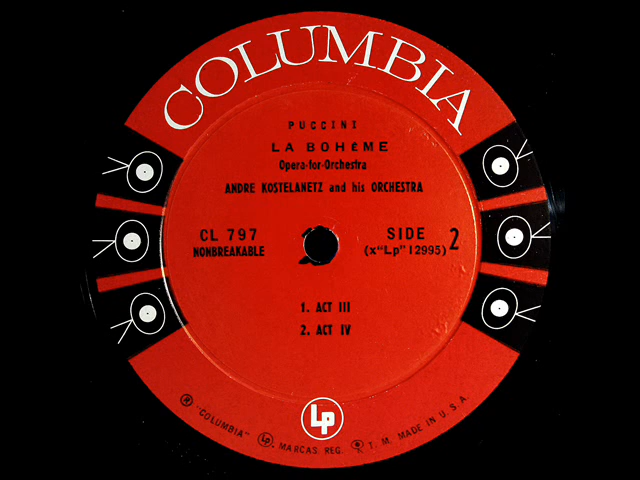 COLUMBIA
PUCCINI
LA BOHèME
Opera-for-Orchestra
ANDRE KOSTELANETZ and his ORCHESTRA
CL 797
NONBREAKABLE
SIDE 2
(x"Lp" 12995)
1. ACT III
2. ACT IV
Lp
"COLUMBIA" Lp. MARCAS REG. T. M. MADE IN U. S. A.